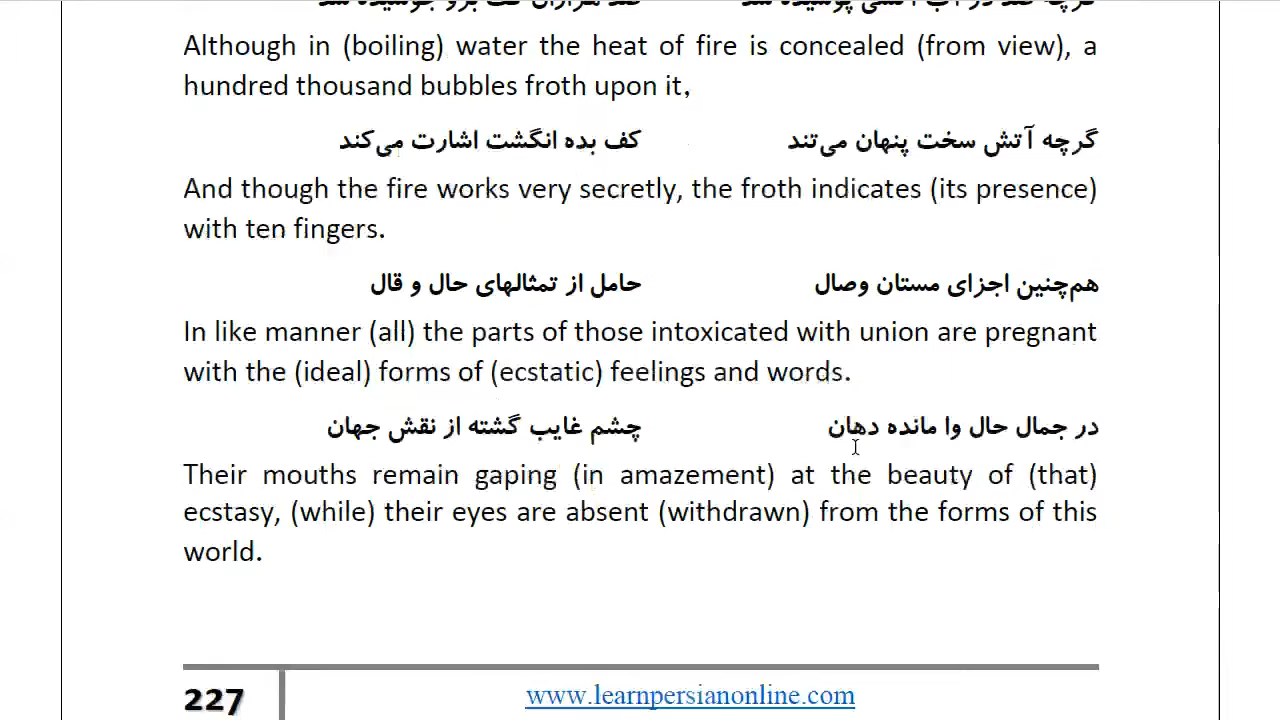 Although in (boiling) water the heat of fire is concealed (from view), a
hundred thousand bubbles froth upon it,
گرچه آتش سخت پنهان می‌تند کف بده انگشت اشارت می‌کند
And though the fire works very secretly, the froth indicates (its presence)
with ten fingers.
هم‌چنین اجزای مستان وصال حامل از تمثالهای حال و قال
In like manner (all) the parts of those intoxicated with union are pregnant
with the (ideal) forms of (ecstatic) feelings and words.
در جمال حال وا مانده دهان چشم غایب گشته از نقش جهان
Their mouths remain gaping (in amazement) at the beauty of (that)
ecstasy, (while) their eyes are absent (withdrawn) from the forms of this
world.
227 www.learnpersianonline.com